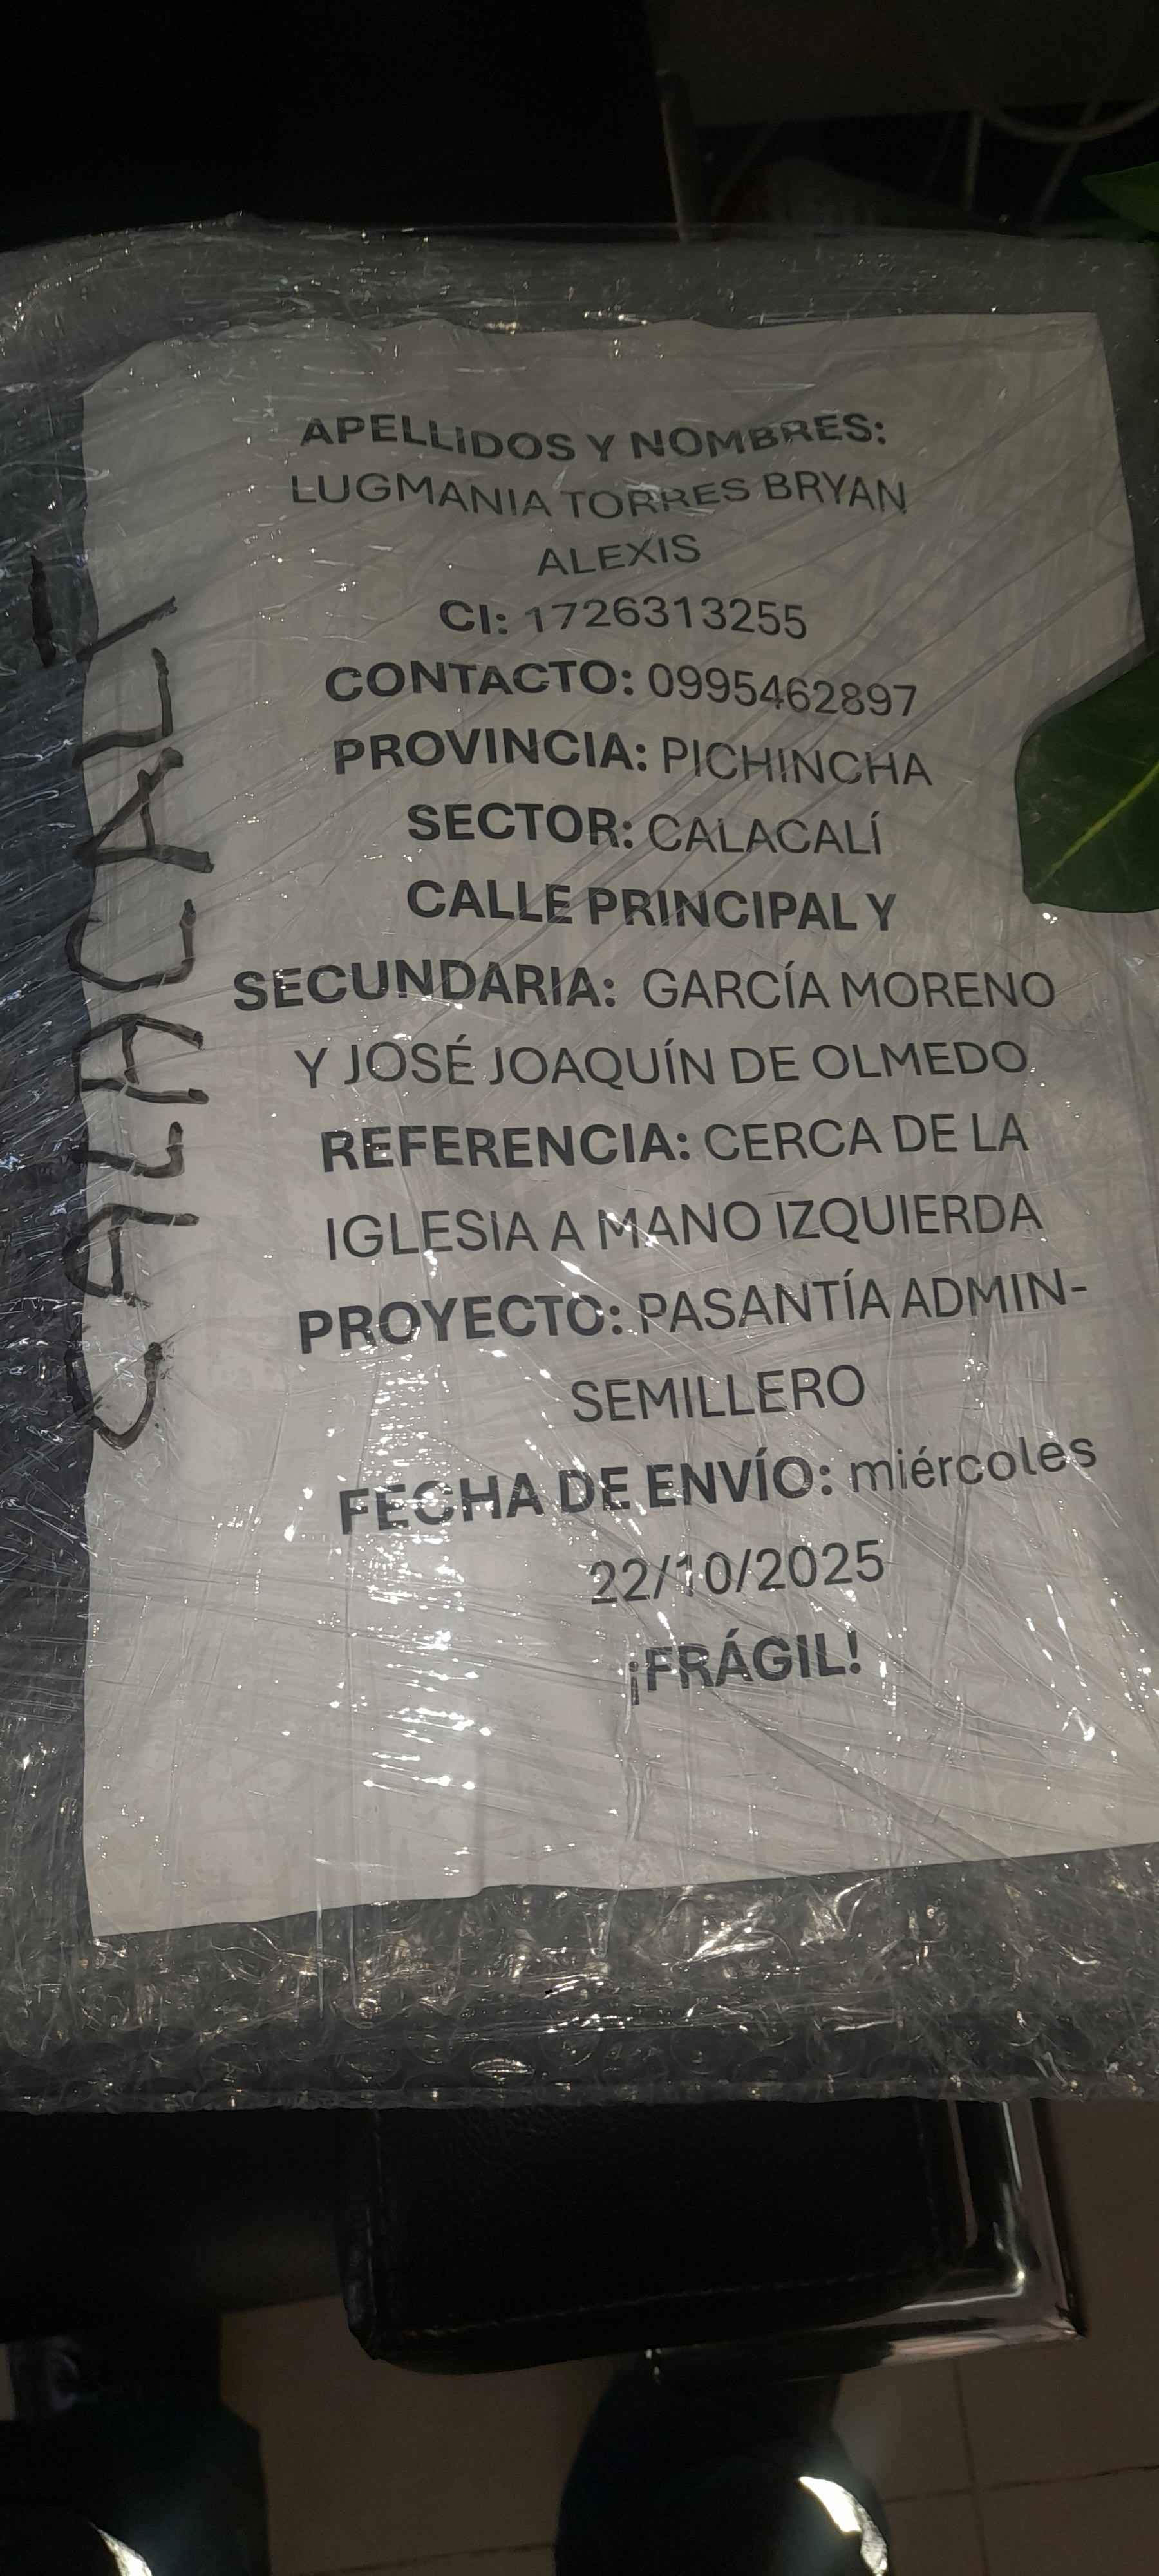 APELLIDOS Y NOMBRES:
LUGMANIA TORRES BRYAN
ALEXIS
CI: 1726313255
CONTACTO: 0995462897
PROVINCIA: PICHINCHA
SECTOR: CALACALÍ
CALLE PRINCIPAL Y
SECUNDARIA: GARCÍA MORENO
Y JOSÉ JOAQUÍN DE OLMEDO
REFERENCIA: CERCA DE LA
IGLESIA A MANO IZQUIERDA
PROYECTO: PASANTÍA ADMIN-
SEMILLERO
FECHA DE ENVÍO: miércoles
22/10/2025
¡FRÁGIL!
CALACALÍ